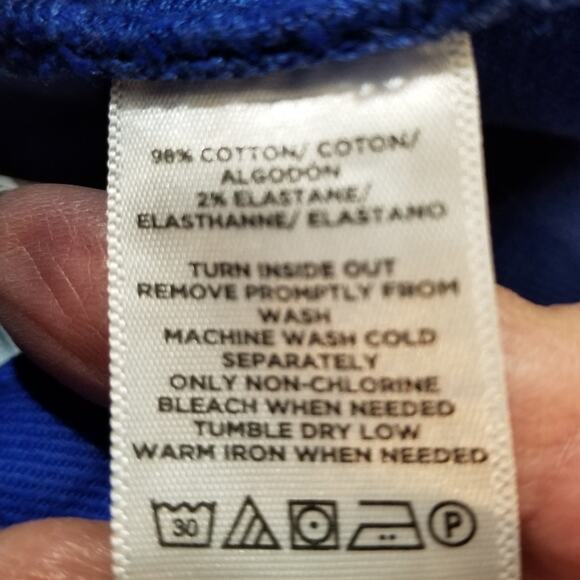 98% COTTON/ COTON/
ALGODÓN
2% ELASTANE/
ELASTHANNE/ ELASTANO
TURN INSIDE OUT
REMOVE PROMPTLY FROM
WASH
MACHINE WASH COLD
SEPARATELY
ONLY NON-CHLORINE
BLEACH WHEN NEEDED
TUMBLE DRY LOW
WARM IRON WHEN NEEDED
30 P